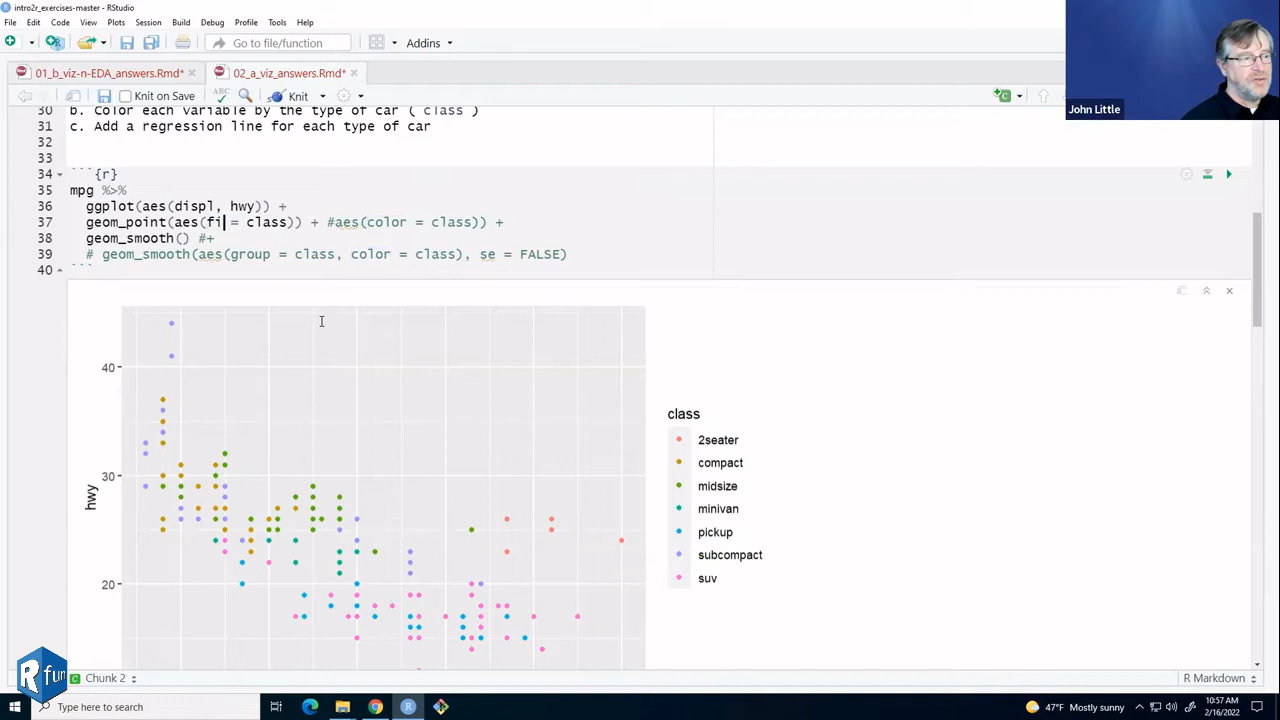 intro2r_exercises-master - RStudio
File Edit Code View Plots Session Build Debug Profile Tools Help
Go to file/function Addins
01_b_viz-n-EDA_answers.Rmd* 02_a_viz_answers.Rmd*
Knit on Save ABC Knit
John Little
30 b. Color each variable by the type of car (`class`)
31 c. Add a regression line for each type of car
32
33
34 ```{r}
35 mpg %>%
36 ggplot(aes(displ, hwy)) +
37 geom_point(aes(fi = class)) + #aes(color = class)) +
38 geom_smooth() #+
39 # geom_smooth(aes(group = class, color = class), se = FALSE)
40 ```
40
30
20
hwy
class
2seater
compact
midsize
minivan
pickup
subcompact
suv
R fun
Chunk 2 R Markdown
Type here to search
47°F Mostly sunny
10:57 AM
2/16/2022